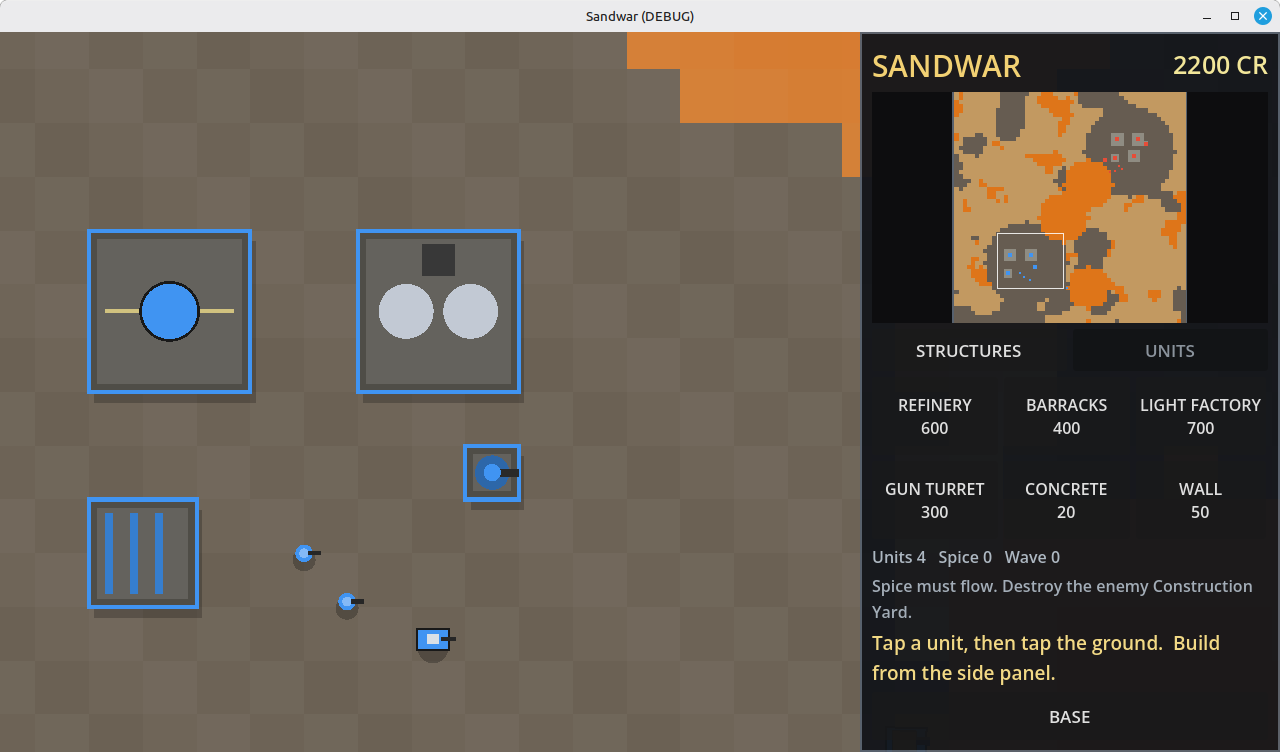 Sandwar (DEBUG)
SANDWAR
2200 CR
STRUCTURES
UNITS
REFINERY
600
BARRACKS
400
LIGHT FACTORY
700
GUN TURRET
300
CONCRETE
20
WALL
50
Units 4   Spice 0   Wave 0
Spice must flow. Destroy the enemy Construction
Yard.
Tap a unit, then tap the ground.  Build
from the side panel.
BASE